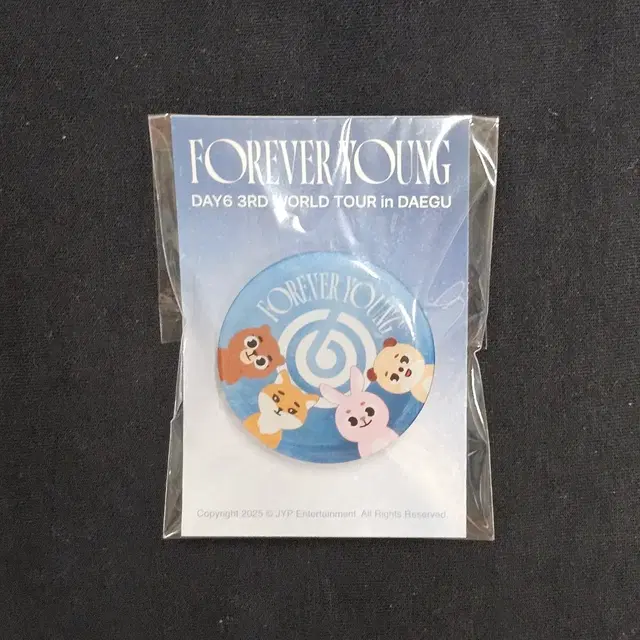 FOREVER YOUNG
DAY6 3RD WORLD TOUR in DAEGU
FOREVER YOUNG
Copyright 2025 © JYP Entertainment. All Rights Reserved.